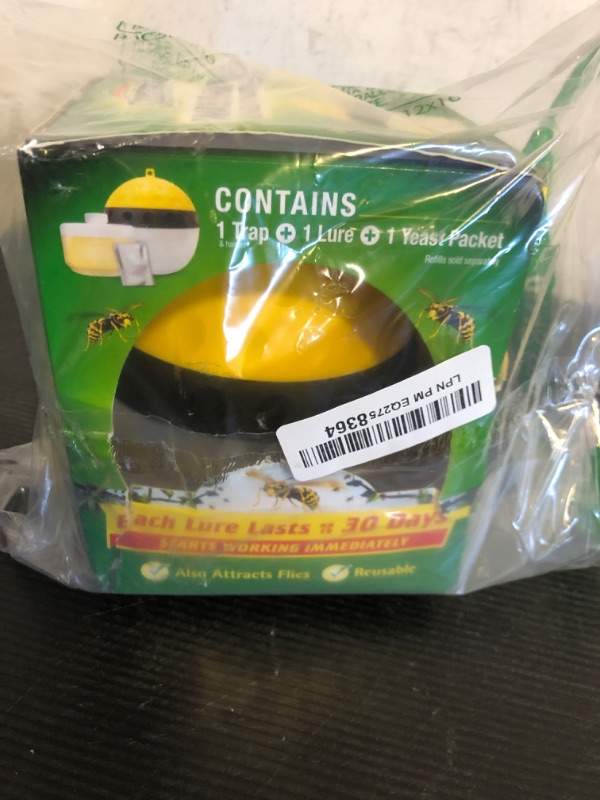 12x16
CONTAINS
1 Trap + 1 Lure + 1 Yeast Packet
Refills sold separately
LPN PM EQ2758364
Each Lure Lasts 30 Days
STARTS WORKING IMMEDIATELY
Also Attracts Flies Reusable